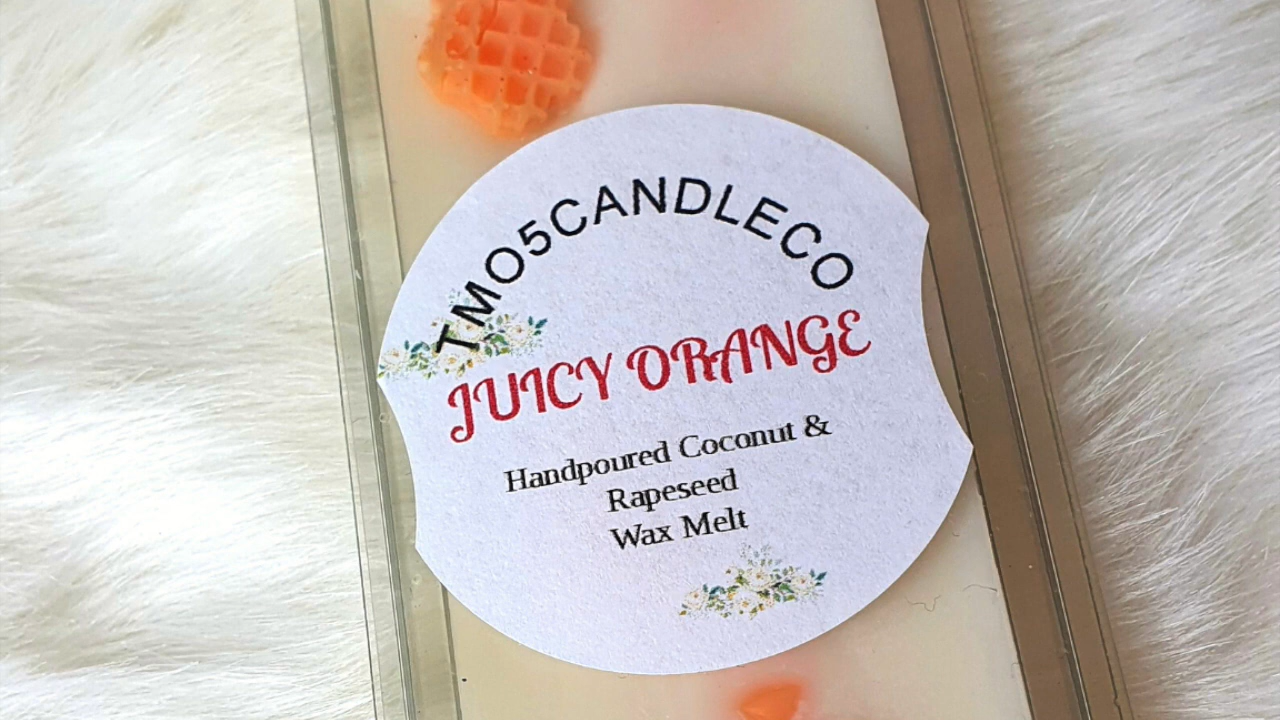 TMO5CANDLECO
JUICY ORANGE
Handpoured Coconut &
Rapeseed
Wax Melt